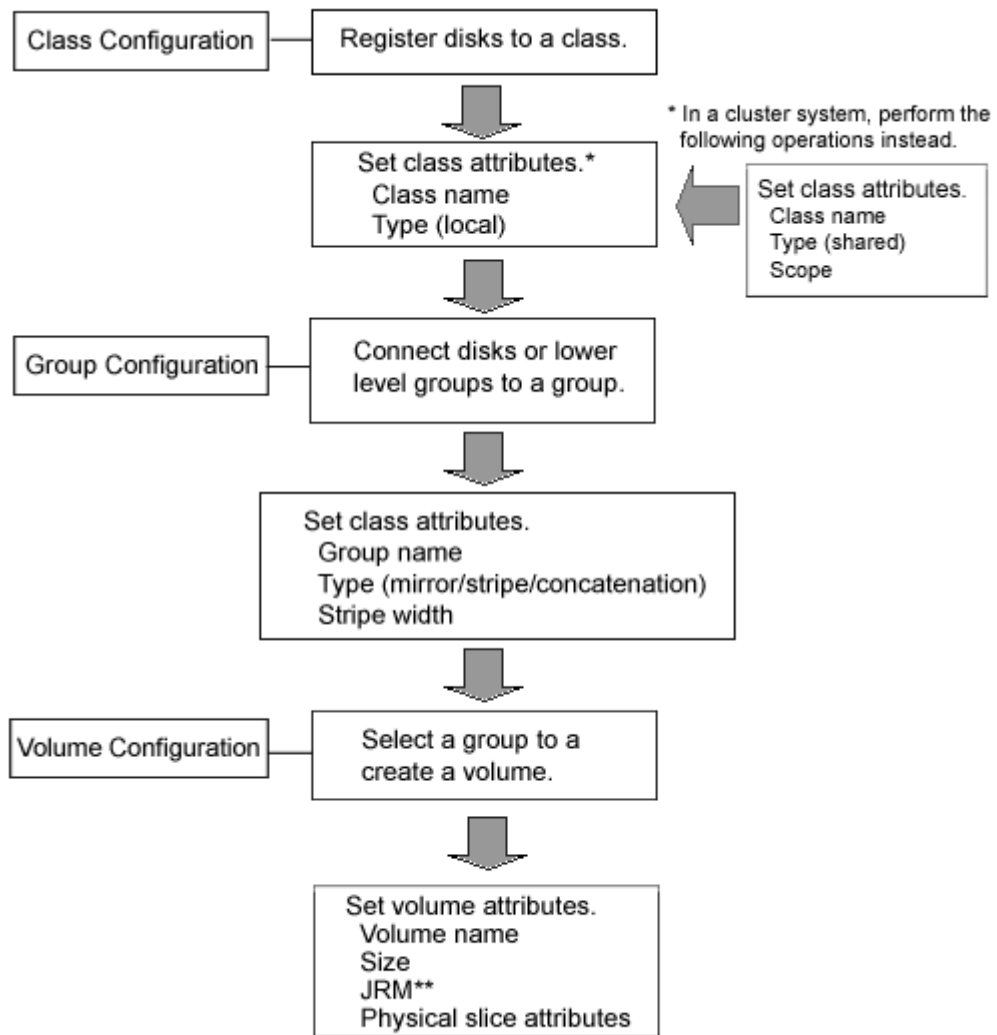 Class Configuration
Register disks to a class.
* In a cluster system, perform the
following operations instead.
Set class attributes.*
Class name
Type (local)
Set class attributes.
Class name
Type (shared)
Scope
Group Configuration
Connect disks or lower
level groups to a group.
Set class attributes.
Group name
Type (mirror/stripe/concatenation)
Stripe width
Volume Configuration
Select a group to a
create a volume.
Set volume attributes.
Volume name
Size
JRM**
Physical slice attributes